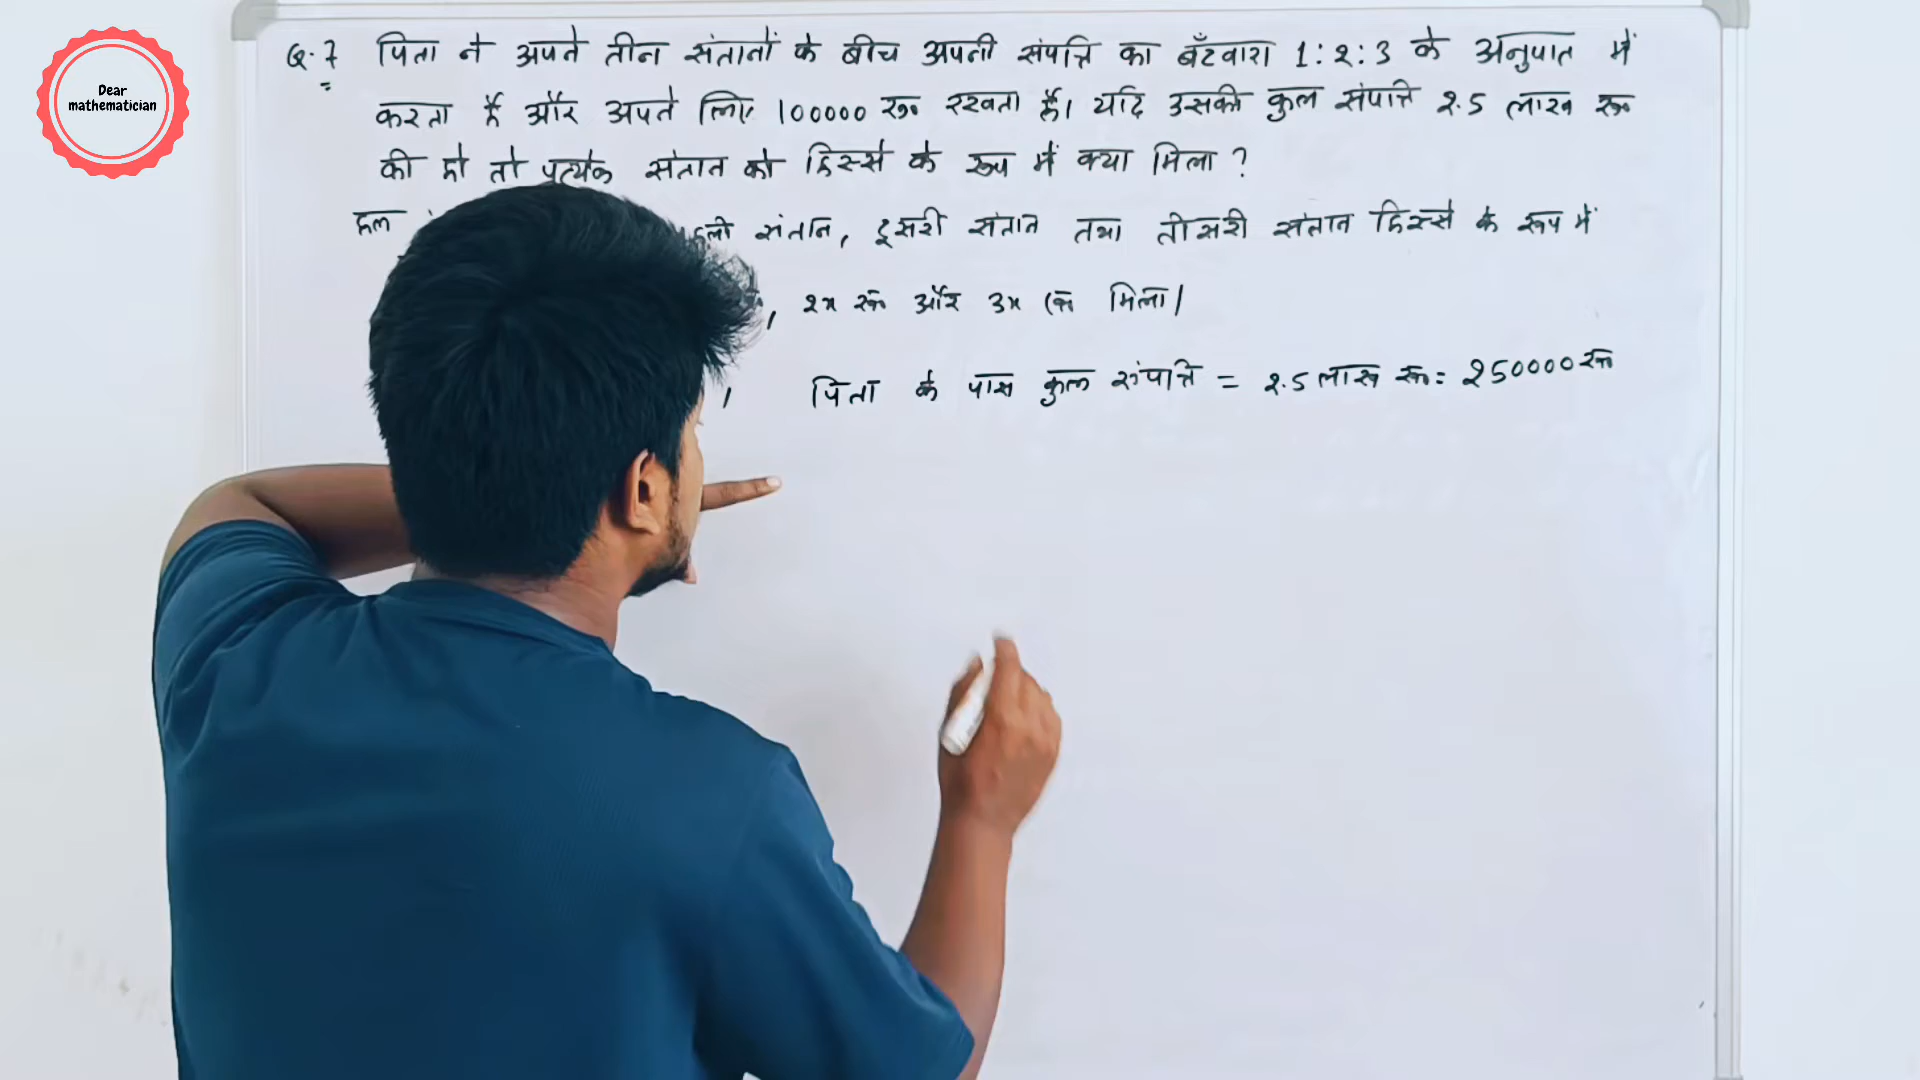 Dear
mathematician
Q.7 पिता ने अपने तीन संतानों के बीच अपनी संपत्ति का बँटवारा 1:2:3 के अनुपात में
करता है और अपने लिए 100000 रू० रखता है। यदि उसकी कुल संपत्ति 2.5 लाख रू०
की हो तो प्रत्येक संतान को हिस्से के रूप में क्या मिला ?
हल संतान, दूसरी संतान तथा तीसरी संतान हिस्से के रूप में
, 2x रू० और 3x रू० मिला।
, पिता के पास कुल संपत्ति = 2.5 लाख रू० = 250000 रू०